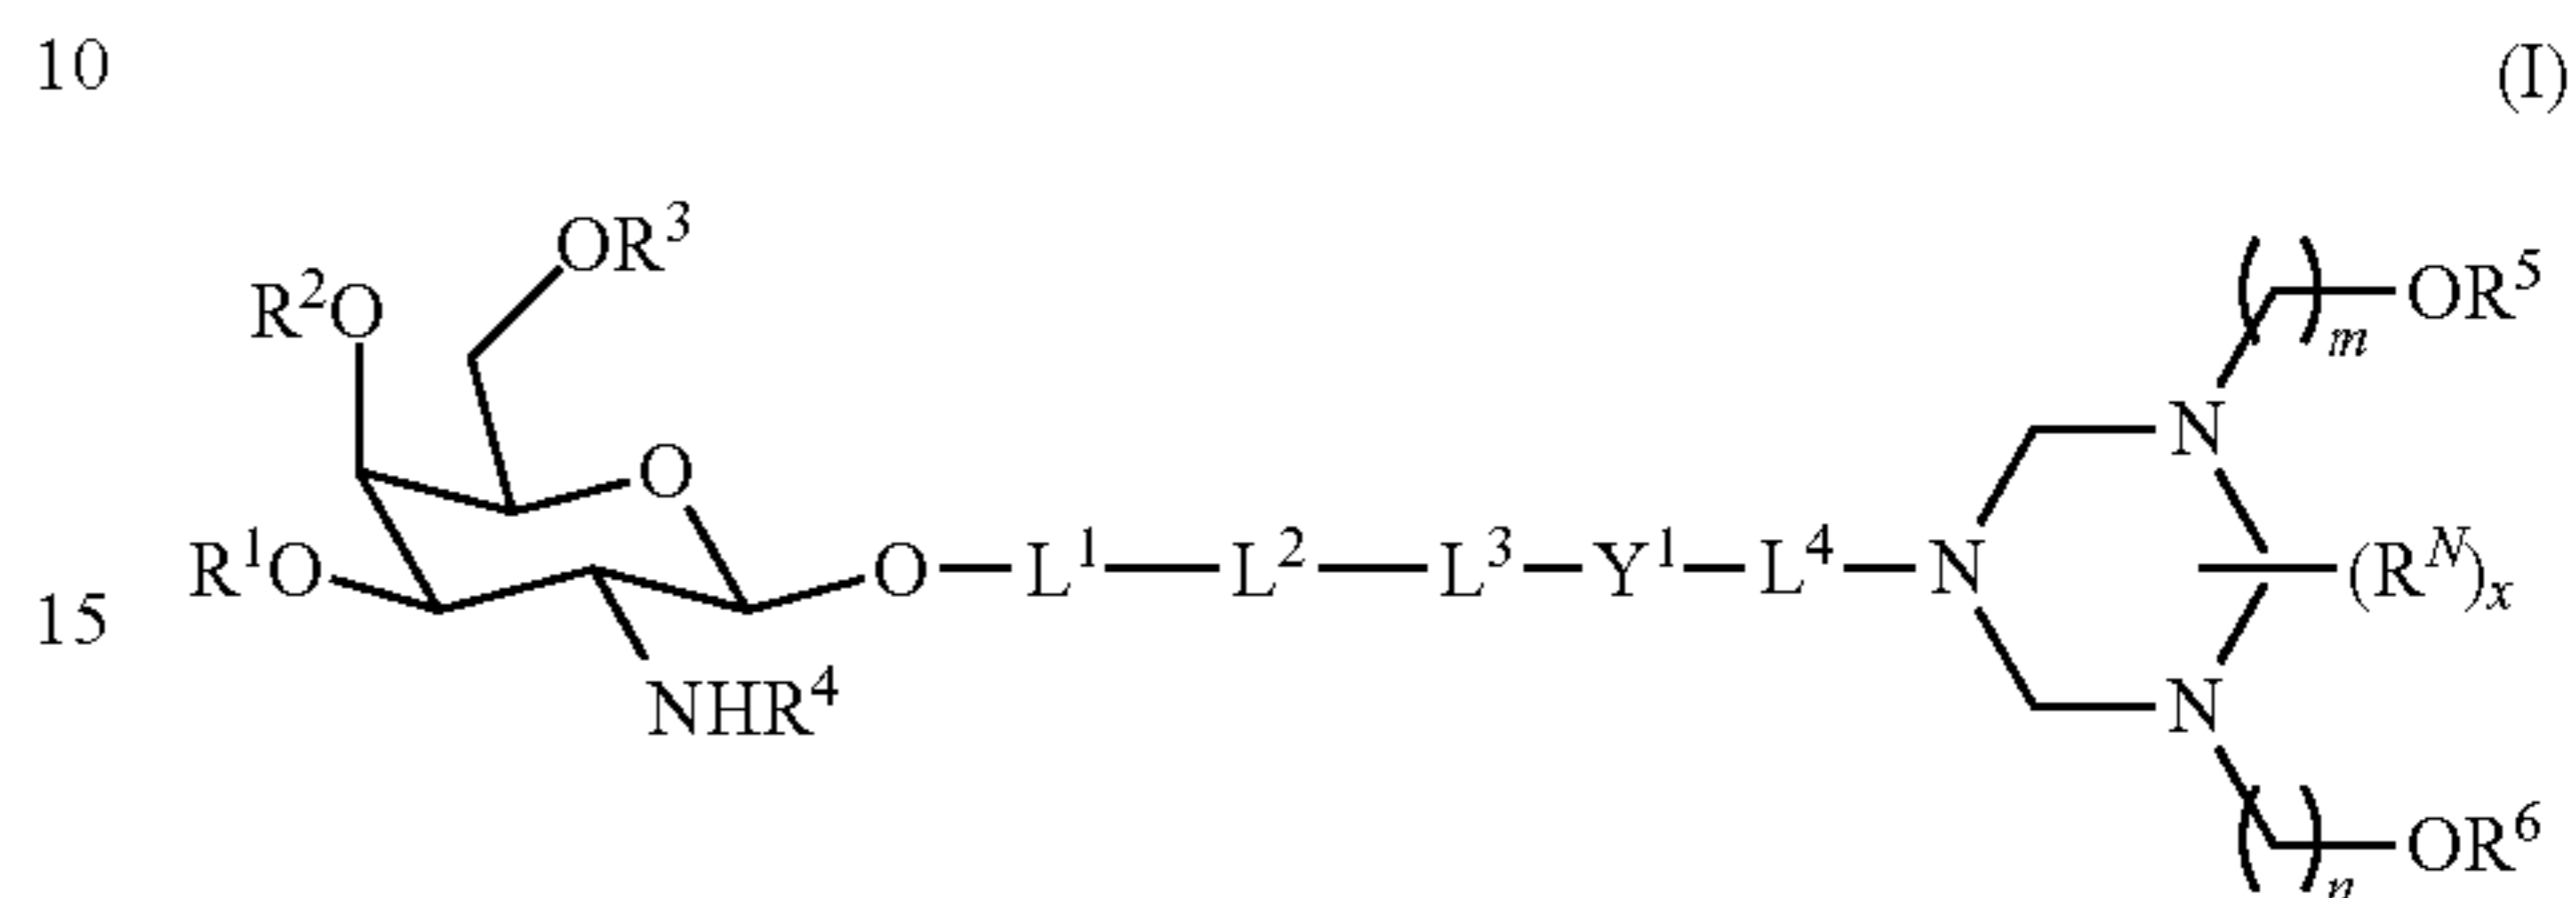 10 (I)
OR³
R²O
OR⁵
( )m
N
O
R¹O O—L¹—L²—L³—Y¹—L⁴—N —(Rᴺ)ₓ
15
NHR⁴
N
OR⁶
( )n